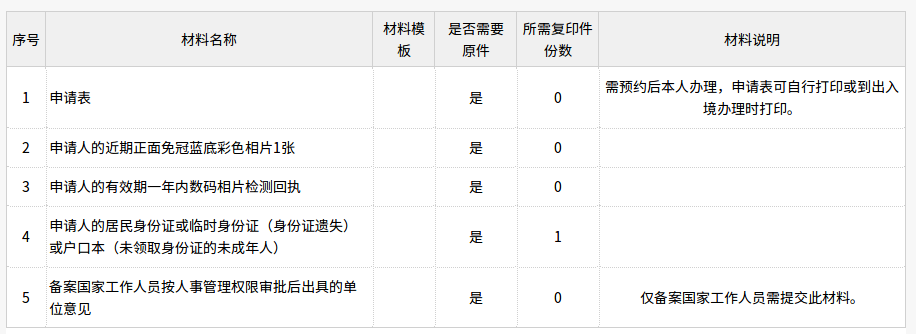 序号 材料名称 材料模板 是否需要原件 所需复印件份数 材料说明
1 申请表 是 0 需预约后本人办理，申请表可自行打印或到出入
境办理时打印。
2 申请人的近期正面免冠蓝底彩色相片1张 是 0
3 申请人的有效期一年内数码相片检测回执 是 0
4 申请人的居民身份证或临时身份证（身份证遗失）
或户口本（未领取身份证的未成年人） 是 1
5 备案国家工作人员按人事管理权限审批后出具的单
位意见 是 0 仅备案国家工作人员需提交此材料。